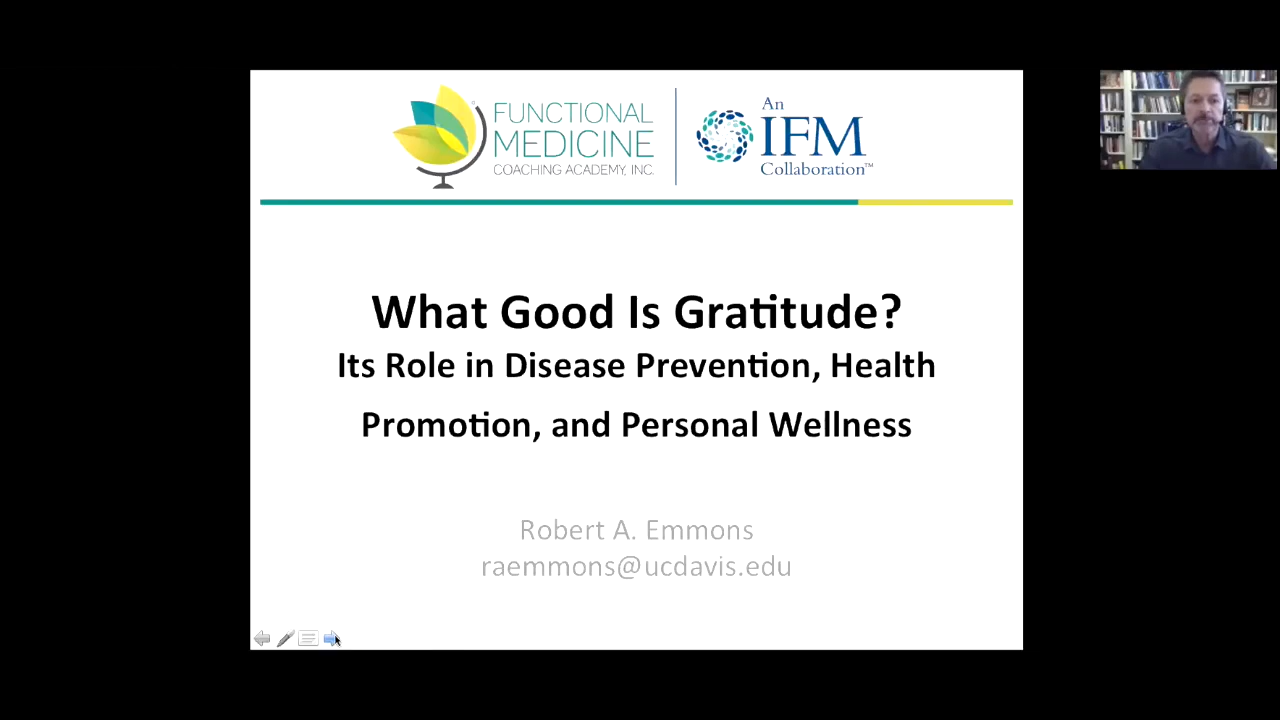 FUNCTIONAL
MEDICINE
COACHING ACADEMY, INC.
An
IFM
Collaboration™
What Good Is Gratitude?
Its Role in Disease Prevention, Health
Promotion, and Personal Wellness
Robert A. Emmons
raemmons@ucdavis.edu